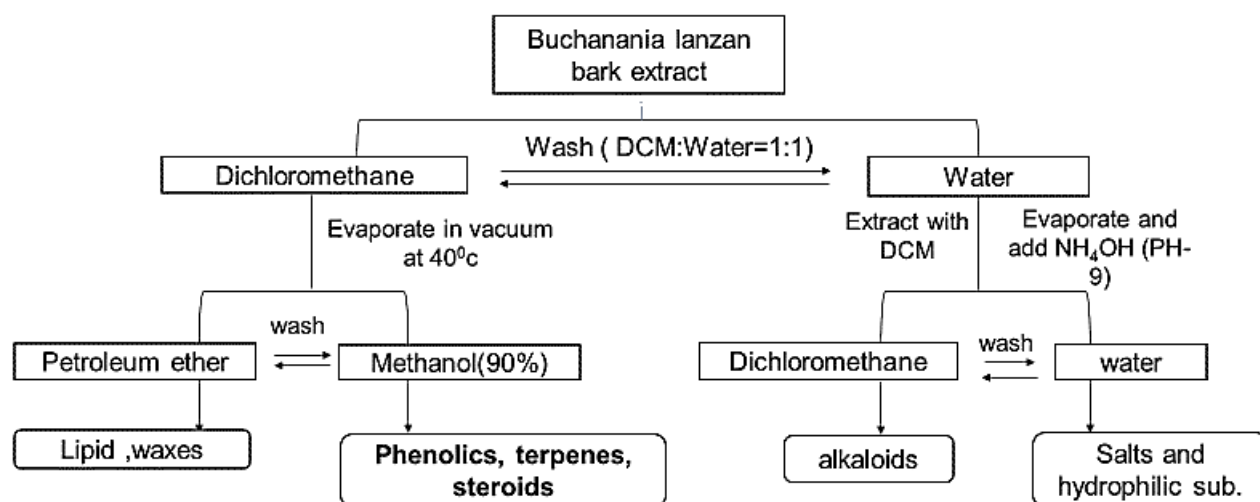 Buchanania lanzan
bark extract
Wash ( DCM:Water=1:1)
Dichloromethane
Water
Evaporate in vacuum
at 40⁰c
Extract with
DCM
Evaporate and
add NH₄OH (PH-
9)
wash
Petroleum ether
Methanol(90%)
Dichloromethane
wash
water
Lipid ,waxes
Phenolics, terpenes,
steroids
alkaloids
Salts and
hydrophilic sub.